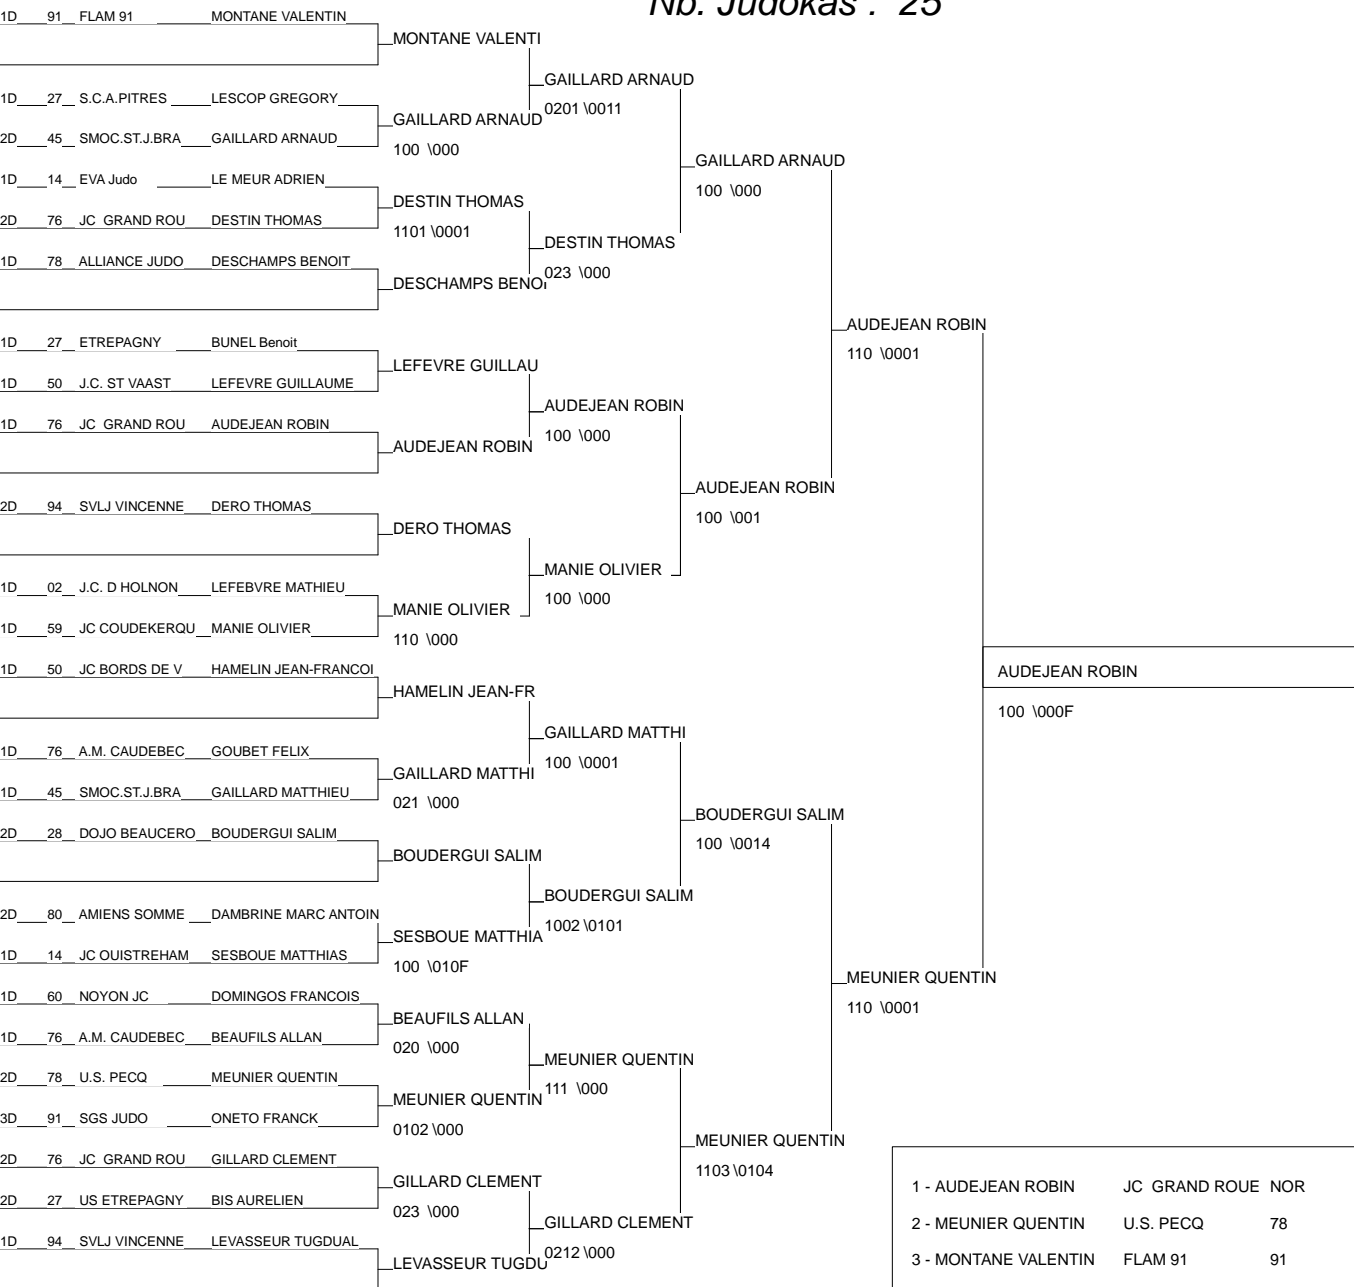 Nb. Judokas : 25
1D 91 FLAM 91 MONTANE VALENTIN
MONTANE VALENTI
GAILLARD ARNAUD
0201 \0011
1D 27 S.C.A.PITRES LESCOP GREGORY
GAILLARD ARNAUD
100 \000
2D 45 SMOC.ST.J.BRA GAILLARD ARNAUD
GAILLARD ARNAUD
100 \000
1D 14 EVA Judo LE MEUR ADRIEN
DESTIN THOMAS
1101 \0001
2D 76 JC GRAND ROU DESTIN THOMAS
DESTIN THOMAS
023 \000
1D 78 ALLIANCE JUDO DESCHAMPS BENOIT
DESCHAMPS BENOI
AUDEJEAN ROBIN
110 \0001
1D 27 ETREPAGNY BUNEL Benoit
LEFEVRE GUILLAU
1D 50 J.C. ST VAAST LEFEVRE GUILLAUME
AUDEJEAN ROBIN
100 \000
1D 76 JC GRAND ROU AUDEJEAN ROBIN
AUDEJEAN ROBIN
AUDEJEAN ROBIN
100 \001
2D 94 SVLJ VINCENNE DERO THOMAS
DERO THOMAS
MANIE OLIVIER
100 \000
1D 02 J.C. D HOLNON LEFEBVRE MATHIEU
MANIE OLIVIER
110 \000
1D 59 JC COUDEKERQU MANIE OLIVIER
1D 50 JC BORDS DE V HAMELIN JEAN-FRANCOI
AUDEJEAN ROBIN
100 \000F
HAMELIN JEAN-FR
GAILLARD MATTHI
100 \0001
1D 76 A.M. CAUDEBEC GOUBET FELIX
GAILLARD MATTHI
021 \000
1D 45 SMOC.ST.J.BRA GAILLARD MATTHIEU
BOUDERGUI SALIM
100 \0014
2D 28 DOJO BEAUCERO BOUDERGUI SALIM
BOUDERGUI SALIM
BOUDERGUI SALIM
1002 \0101
2D 80 AMIENS SOMME DAMBRINE MARC ANTOIN
SESBOUE MATTHIA
100 \010F
1D 14 JC OUISTREHAM SESBOUE MATTHIAS
MEUNIER QUENTIN
110 \0001
1D 60 NOYON JC DOMINGOS FRANCOIS
BEAUFILS ALLAN
020 \000
1D 76 A.M. CAUDEBEC BEAUFILS ALLAN
MEUNIER QUENTIN
111 \000
2D 78 U.S. PECQ MEUNIER QUENTIN
MEUNIER QUENTIN
0102 \000
3D 91 SGS JUDO ONETO FRANCK
MEUNIER QUENTIN
1103 \0104
2D 76 JC GRAND ROU GILLARD CLEMENT
GILLARD CLEMENT
023 \000
2D 27 US ETREPAGNY BIS AURELIEN
GILLARD CLEMENT
0212 \000
1D 94 SVLJ VINCENNE LEVASSEUR TUGDUAL
LEVASSEUR TUGDU
1 - AUDEJEAN ROBIN JC GRAND ROUE NOR
2 - MEUNIER QUENTIN U.S. PECQ 78
3 - MONTANE VALENTIN FLAM 91 91